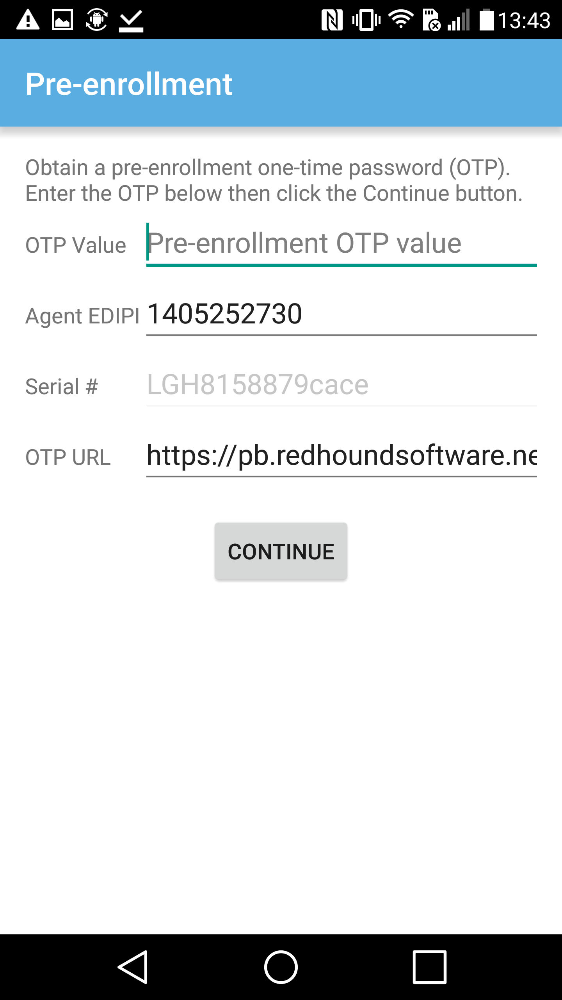 13:43
Pre-enrollment
Obtain a pre-enrollment one-time password (OTP).
Enter the OTP below then click the Continue button.
OTP Value Pre-enrollment OTP value
Agent EDIPI 1405252730
Serial # LGH8158879cace
OTP URL https://pb.redhoundsoftware.ne
CONTINUE